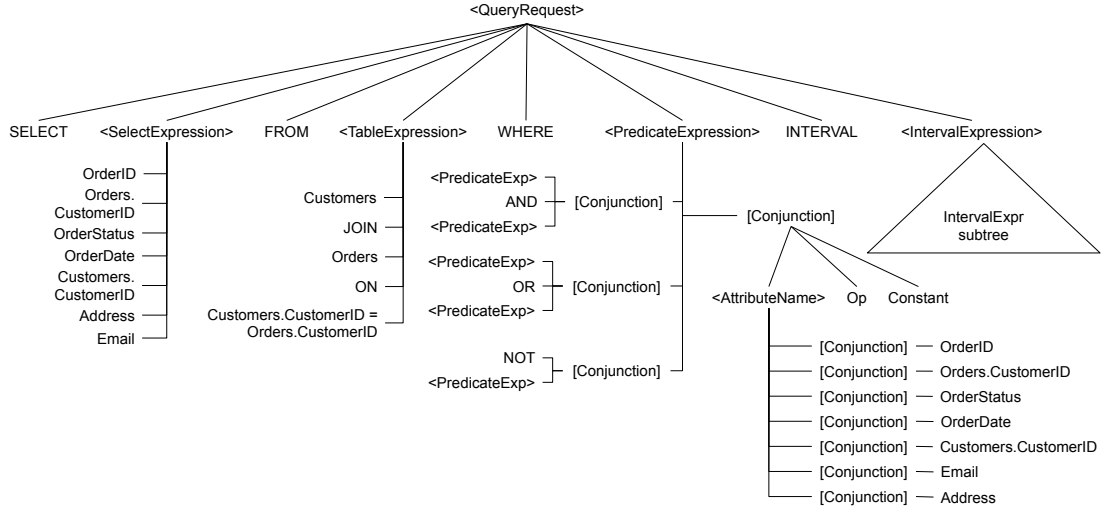 <QueryRequest>
SELECT
<SelectExpression>
FROM
<TableExpression>
WHERE
<PredicateExpression>
INTERVAL
<IntervalExpression>
OrderID
Orders.
CustomerID
OrderStatus
OrderDate
Customers.
CustomerID
Address
Email
Customers
JOIN
Orders
ON
Customers.CustomerID =
Orders.CustomerID
<PredicateExp>
AND
[Conjunction]
<PredicateExp>
<PredicateExp>
OR
[Conjunction]
<PredicateExp>
NOT
[Conjunction]
<PredicateExp>
[Conjunction]
<AttributeName>
Op
Constant
[Conjunction]
OrderID
[Conjunction]
Orders.CustomerID
[Conjunction]
OrderStatus
[Conjunction]
OrderDate
[Conjunction]
Customers.CustomerID
[Conjunction]
Email
[Conjunction]
Address
IntervalExpr
subtree